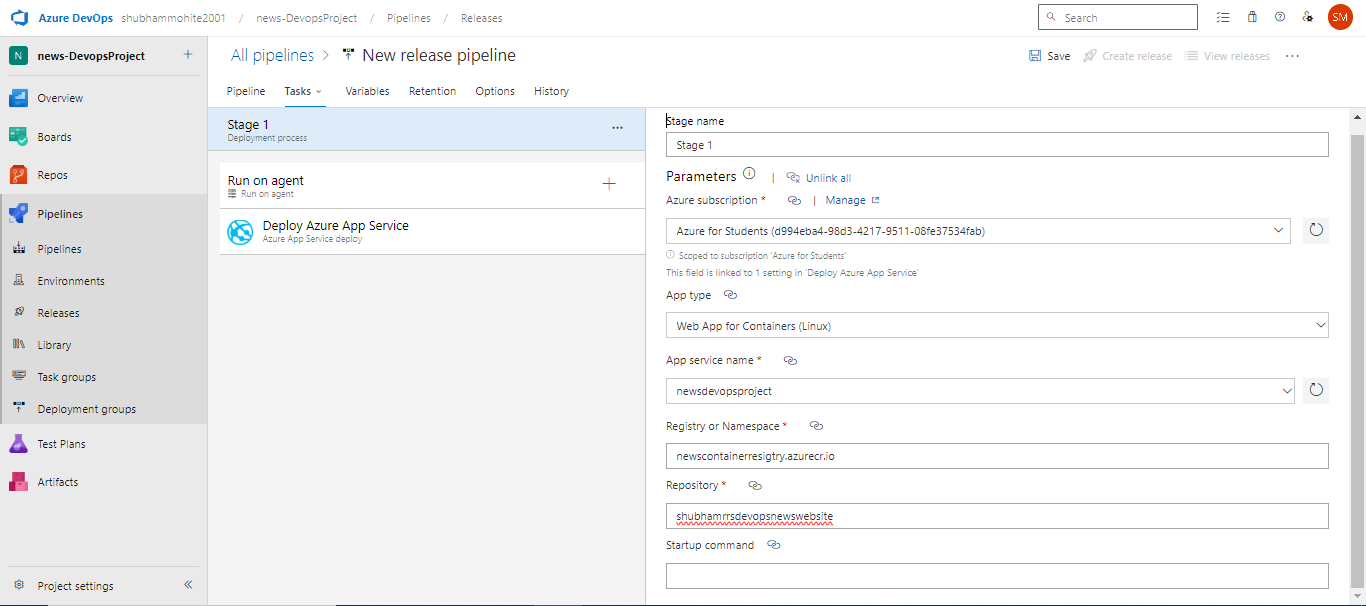 Azure DevOps shubhammohite2001 / news-DevopsProject / Pipelines / Releases
Search
SM
N news-DevopsProject +
Overview
Boards
Repos
Pipelines
Pipelines
Environments
Releases
Library
Task groups
Deployment groups
Test Plans
Artifacts
Project settings
All pipelines > New release pipeline
Save Create release View releases ...
Pipeline Tasks Variables Retention Options History
Stage 1
Deployment process
...
Run on agent
Run on agent
+
Deploy Azure App Service
Azure App Service deploy
Stage name
Stage 1
Parameters | Unlink all
Azure subscription * | Manage
Azure for Students (d994eba4-98d3-4217-9511-08fe37534fab)
Scoped to subscription 'Azure for Students'
This field is linked to 1 setting in 'Deploy Azure App Service'
App type
Web App for Containers (Linux)
App service name *
newsdevopsproject
Registry or Namespace *
newscontainerresigtry.azurecr.io
Repository *
shubhamrrsdevopsnewswebsite
Startup command